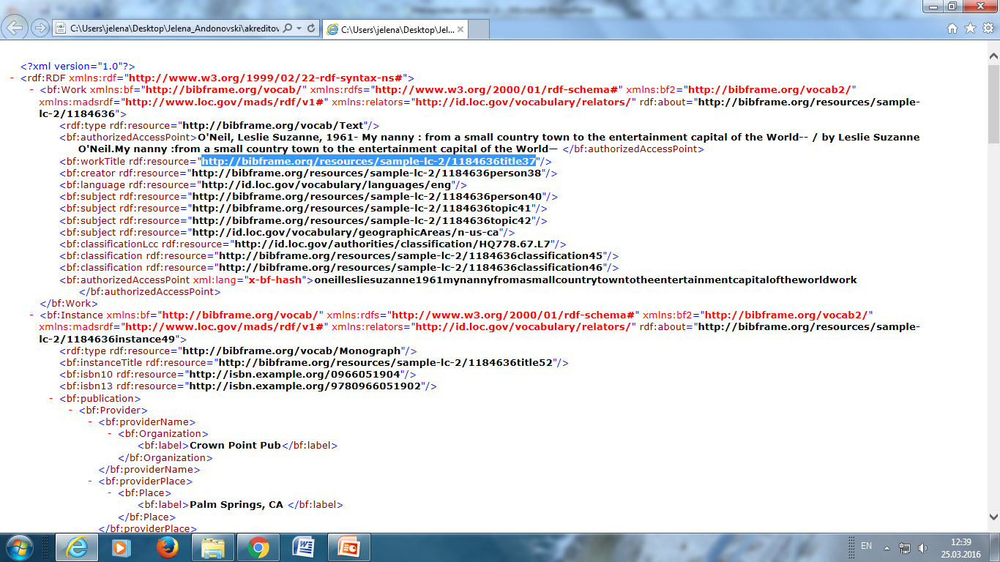 C:\Users\jelena\Desktop\Jelena_Andonovski\akreditov
C:\Users\jelena\Desktop\Jel...
<?xml version="1.0"?>
- <rdf:RDF xmlns:rdf="http://www.w3.org/1999/02/22-rdf-syntax-ns#">
- <bf:Work xmlns:bf="http://bibframe.org/vocab/" xmlns:rdfs="http://www.w3.org/2000/01/rdf-schema#" xmlns:bf2="http://bibframe.org/vocab2/"
xmlns:madsrdf="http://www.loc.gov/mads/rdf/v1#" xmlns:relators="http://id.loc.gov/vocabulary/relators/" rdf:about="http://bibframe.org/resources/sample-
lc-2/1184636">
<rdf:type rdf:resource="http://bibframe.org/vocab/Text"/>
<bf:authorizedAccessPoint>O'Neil, Leslie Suzanne, 1961- My nanny : from a small country town to the entertainment capital of the World-- / by Leslie Suzanne
O'Neil.My nanny :from a small country town to the entertainment capital of the World— </bf:authorizedAccessPoint>
<bf:workTitle rdf:resource="http://bibframe.org/resources/sample-lc-2/1184636title37"/>
<bf:creator rdf:resource="http://bibframe.org/resources/sample-lc-2/1184636person38"/>
<bf:language rdf:resource="http://id.loc.gov/vocabulary/languages/eng"/>
<bf:subject rdf:resource="http://bibframe.org/resources/sample-lc-2/1184636person40"/>
<bf:subject rdf:resource="http://bibframe.org/resources/sample-lc-2/1184636topic41"/>
<bf:subject rdf:resource="http://bibframe.org/resources/sample-lc-2/1184636topic42"/>
<bf:subject rdf:resource="http://id.loc.gov/vocabulary/geographicAreas/n-us-ca"/>
<bf:classificationLcc rdf:resource="http://id.loc.gov/authorities/classification/HQ778.67.L7"/>
<bf:classification rdf:resource="http://bibframe.org/resources/sample-lc-2/1184636classification45"/>
<bf:classification rdf:resource="http://bibframe.org/resources/sample-lc-2/1184636classification46"/>
<bf:authorizedAccessPoint xml:lang="x-bf-hash">oneillesliesuzanne1961mynannyfromasmallcountrytowntotheentertainmentcapitaloftheworldwork
</bf:authorizedAccessPoint>
</bf:Work>
- <bf:Instance xmlns:bf="http://bibframe.org/vocab/" xmlns:rdfs="http://www.w3.org/2000/01/rdf-schema#" xmlns:bf2="http://bibframe.org/vocab2/"
xmlns:madsrdf="http://www.loc.gov/mads/rdf/v1#" xmlns:relators="http://id.loc.gov/vocabulary/relators/" rdf:about="http://bibframe.org/resources/sample-
lc-2/1184636instance49">
<rdf:type rdf:resource="http://bibframe.org/vocab/Monograph"/>
<bf:instanceTitle rdf:resource="http://bibframe.org/resources/sample-lc-2/1184636title52"/>
<bf:isbn10 rdf:resource="http://isbn.example.org/0966051904"/>
<bf:isbn13 rdf:resource="http://isbn.example.org/9780966051902"/>
- <bf:publication>
- <bf:Provider>
- <bf:providerName>
- <bf:Organization>
<bf:label>Crown Point Pub</bf:label>
</bf:Organization>
</bf:providerName>
- <bf:providerPlace>
- <bf:Place>
<bf:label>Palm Springs, CA </bf:label>
</bf:Place>
</bf:providerPlace>
EN
12:39
25.03.2016